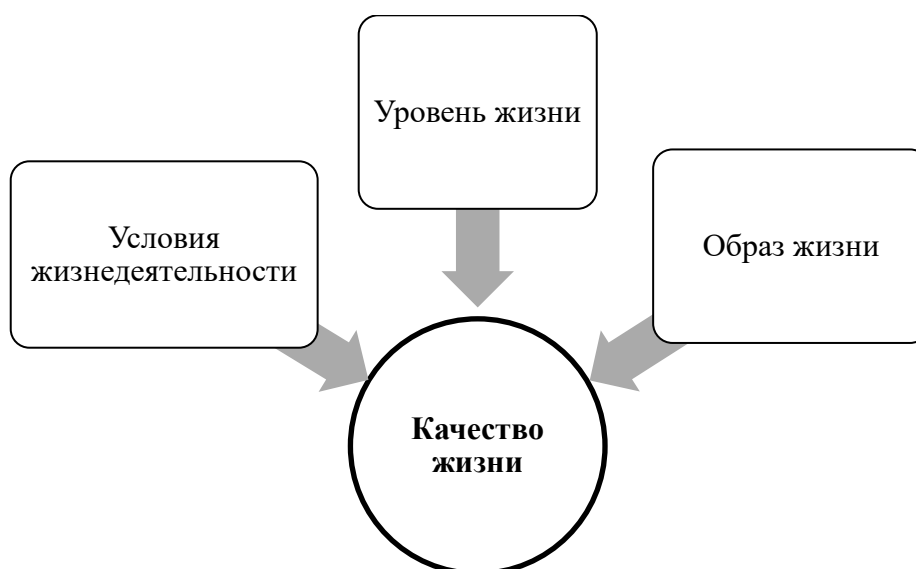 Уровень жизни
Условия
жизнедеятельности
Образ жизни
Качество
жизни